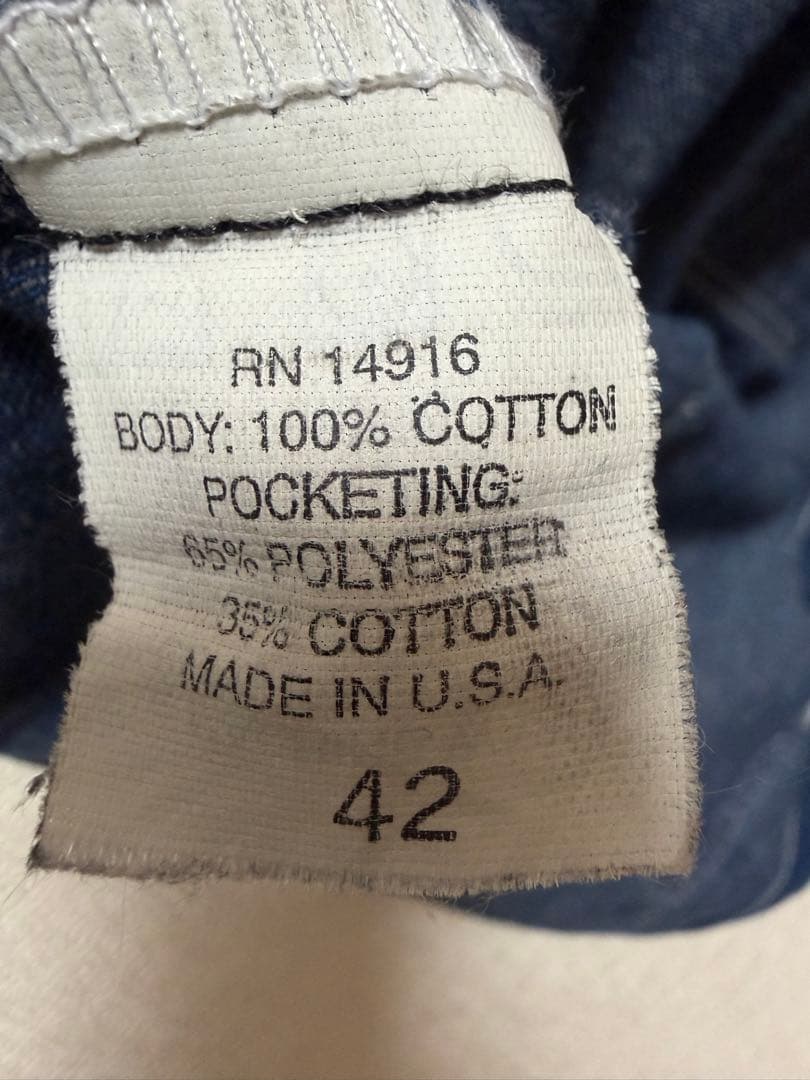 RN 14916
BODY: 100% COTTON
POCKETING:
65% POLYESTER
35% COTTON
MADE IN U.S.A.
42